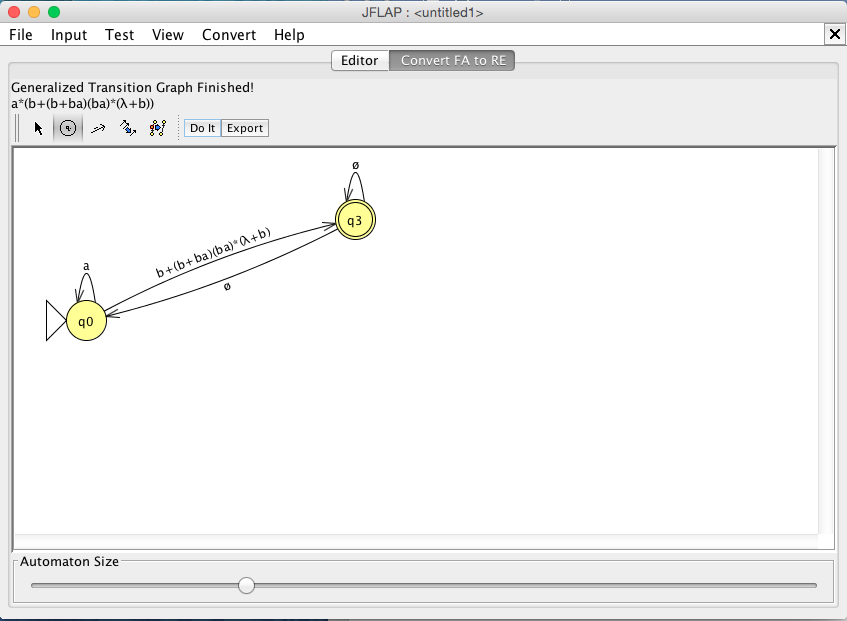 JFLAP : <untitled1>
File Input Test View Convert Help
Editor Convert FA to RE
Generalized Transition Graph Finished!
a*(b+(b+ba)(ba)*(λ+b))
Do It Export
ø
q3
b+(b+ba)(ba)*(λ+b)
ø
a
q0
Automaton Size